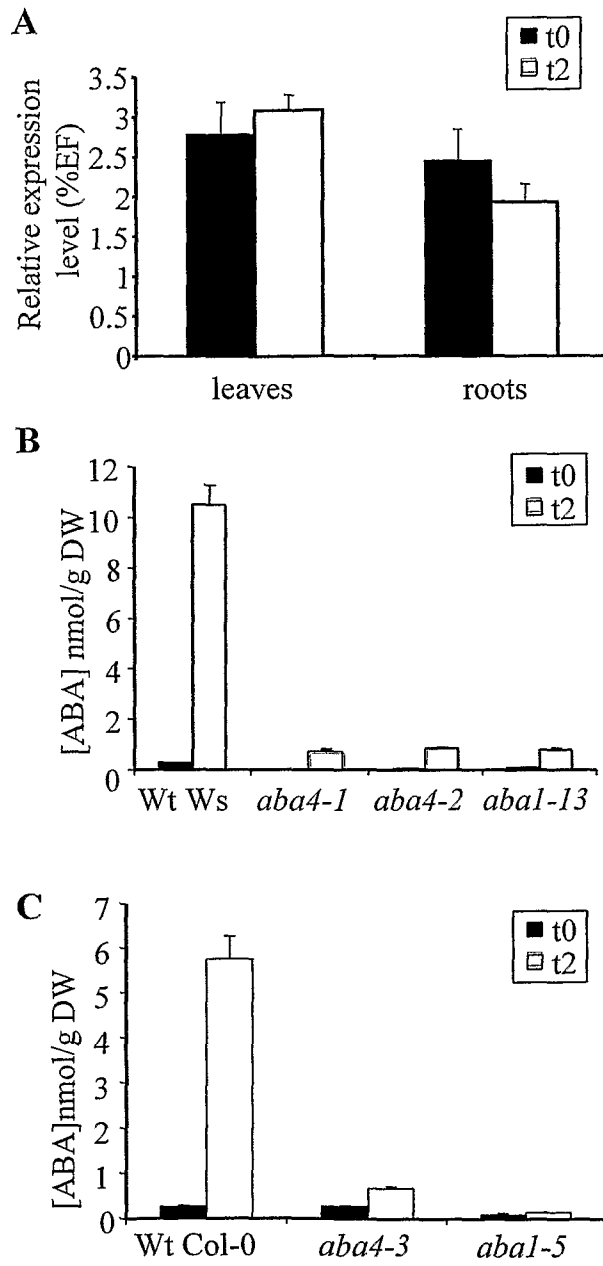 A
t0
t2
Relative expression
level (%EF)
3.5
3
2.5
2
1.5
1
0.5
0
leaves roots
B
t0
t2
[ABA] nmol/g DW
12
10
8
6
4
2
0
Wt Ws aba4-1 aba4-2 aba1-13
C
t0
t2
[ABA]nmol/g DW
7
6
5
4
3
2
1
0
Wt Col-0 aba4-3 aba1-5